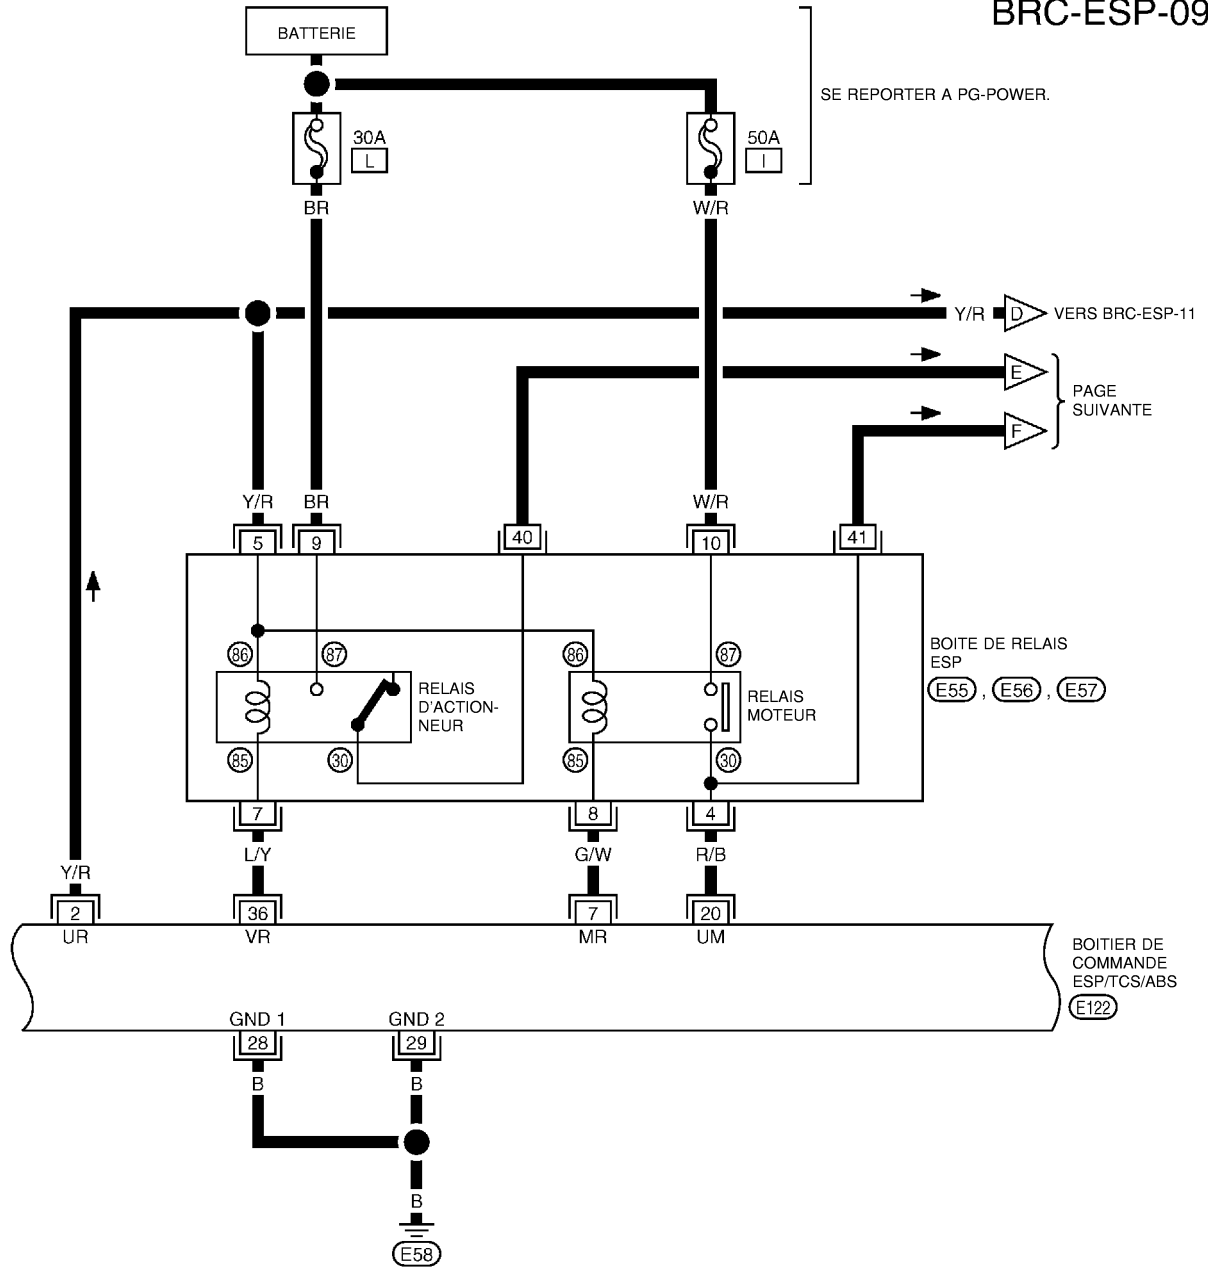 BRC-ESP-09
BATTERIE
SE REPORTER A PG-POWER.
30A
L
50A
I
BR
W/R
Y/R
D
VERS BRC-ESP-11
E
PAGE
SUIVANTE
F
Y/R
BR
W/R
5
9
40
10
41
86
87
86
87
BOITE DE RELAIS
ESP
E55 , E56 , E57
RELAIS
D'ACTION-
NEUR
RELAIS
MOTEUR
85
30
85
30
7
8
4
L/Y
G/W
R/B
Y/R
2
36
7
20
UR
VR
MR
UM
BOITIER DE
COMMANDE
ESP/TCS/ABS
E122
GND 1
GND 2
28
29
B
B
B
E58